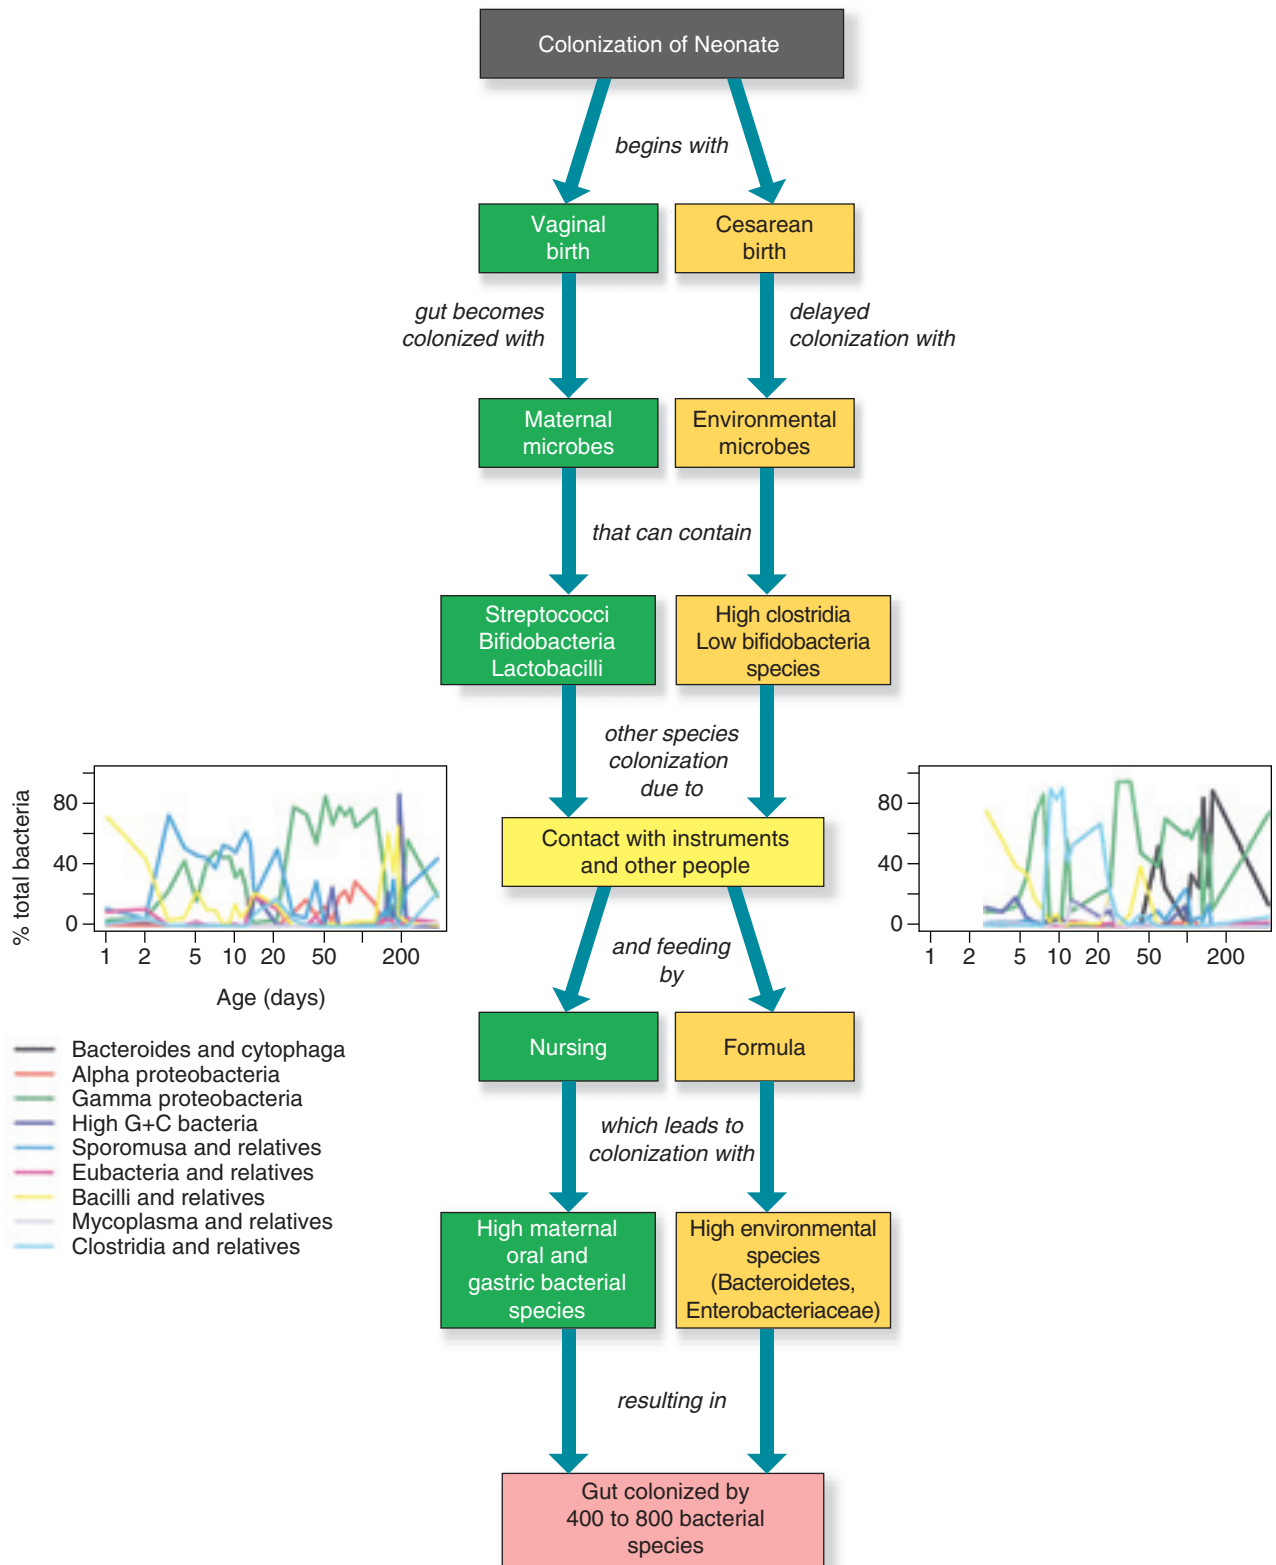 Colonization of Neonate
begins with
Vaginal
birth
Cesarean
birth
gut becomes
colonized with
delayed
colonization with
Maternal
microbes
Environmental
microbes
that can contain
Streptococci
Bifidobacteria
Lactobacilli
High clostridia
Low bifidobacteria
species
other species
colonization
due to
Contact with instruments
and other people
% total bacteria
80
40
0
1 2 5 10 20 50 200
Age (days)
80
40
0
1 2 5 10 20 50 200
and feeding
by
Nursing
Formula
Bacteroides and cytophaga
Alpha proteobacteria
Gamma proteobacteria
High G+C bacteria
Sporomusa and relatives
Eubacteria and relatives
Bacilli and relatives
Mycoplasma and relatives
Clostridia and relatives
which leads to
colonization with
High maternal
oral and
gastric bacterial
species
High environmental
species
(Bacteroidetes,
Enterobacteriaceae)
resulting in
Gut colonized by
400 to 800 bacterial
species